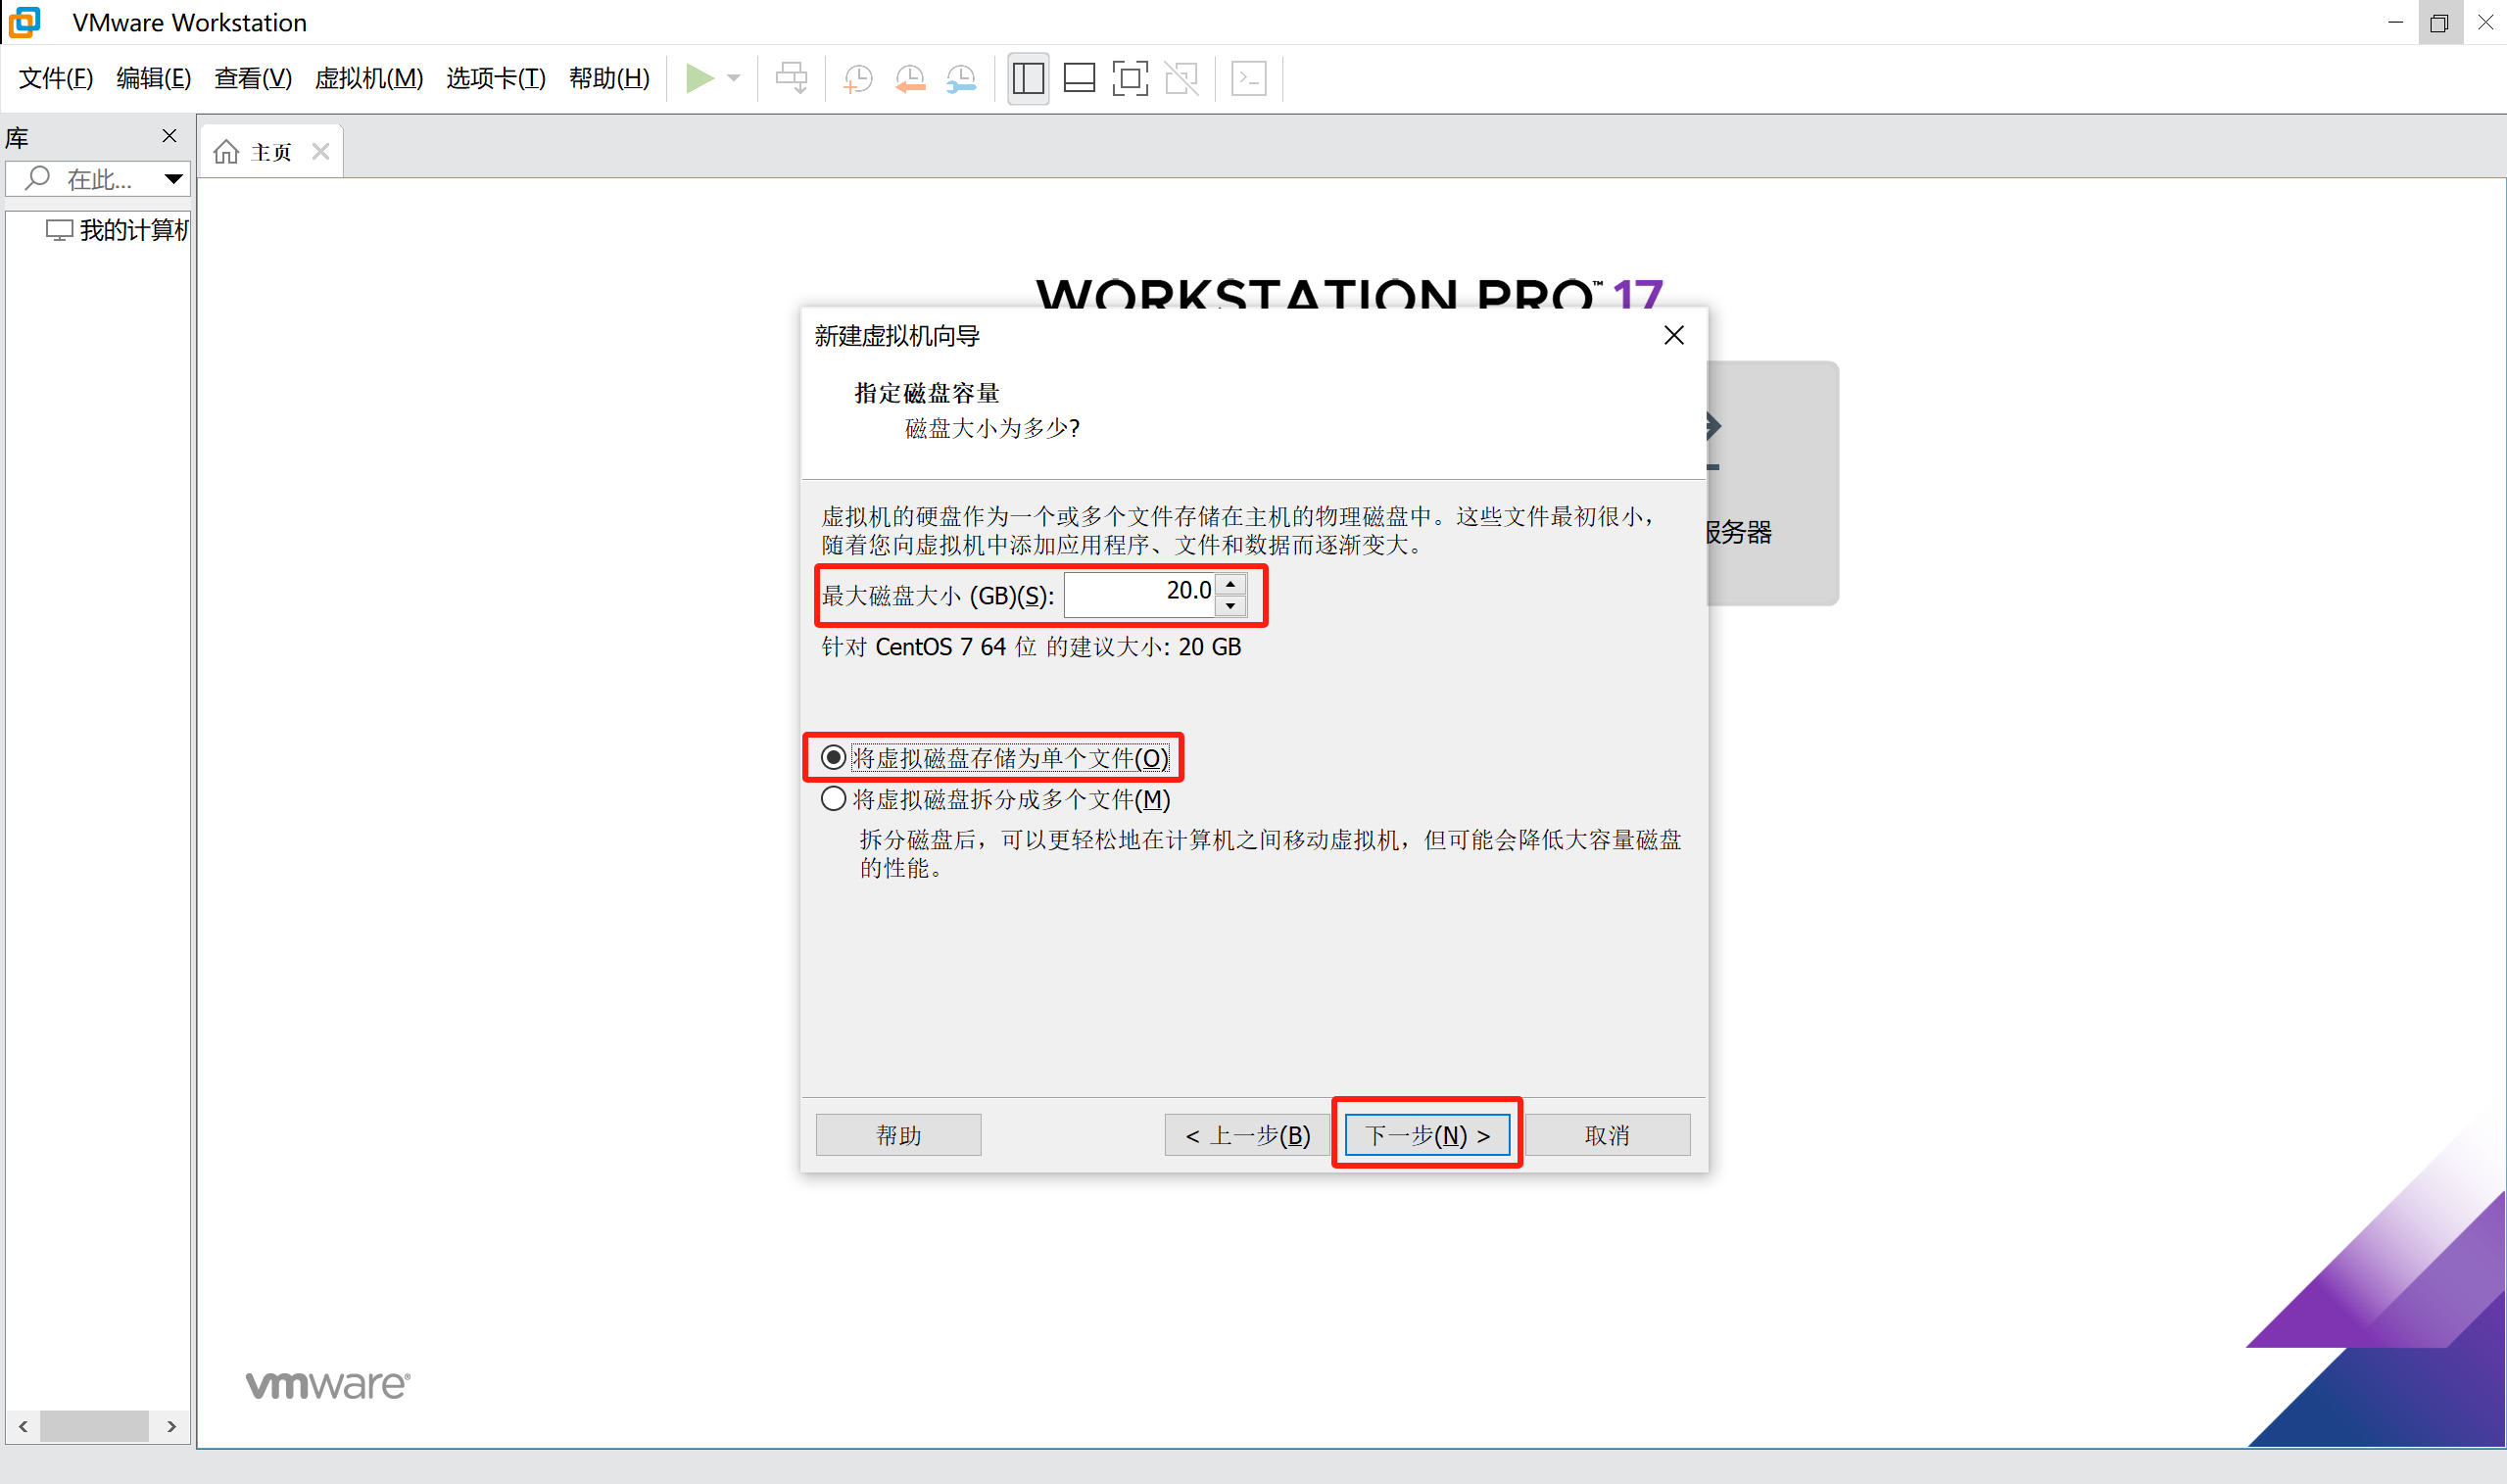 VMware Workstation
文件(F) 编辑(E) 查看(V) 虚拟机(M) 选项卡(T) 帮助(H)
库
主页
在此...
我的计算机
WORKSTATION PRO™ 17
新建虚拟机向导
指定磁盘容量
磁盘大小为多少?
虚拟机的硬盘作为一个或多个文件存储在主机的物理磁盘中。这些文件最初很小，
随着您向虚拟机中添加应用程序、文件和数据而逐渐变大。
服务器
最大磁盘大小 (GB)(S): 20.0
针对 CentOS 7 64 位 的建议大小: 20 GB
将虚拟磁盘存储为单个文件(O)
将虚拟磁盘拆分成多个文件(M)
拆分磁盘后，可以更轻松地在计算机之间移动虚拟机，但可能会降低大容量磁盘
的性能。
帮助 < 上一步(B) 下一步(N) > 取消
vmware®